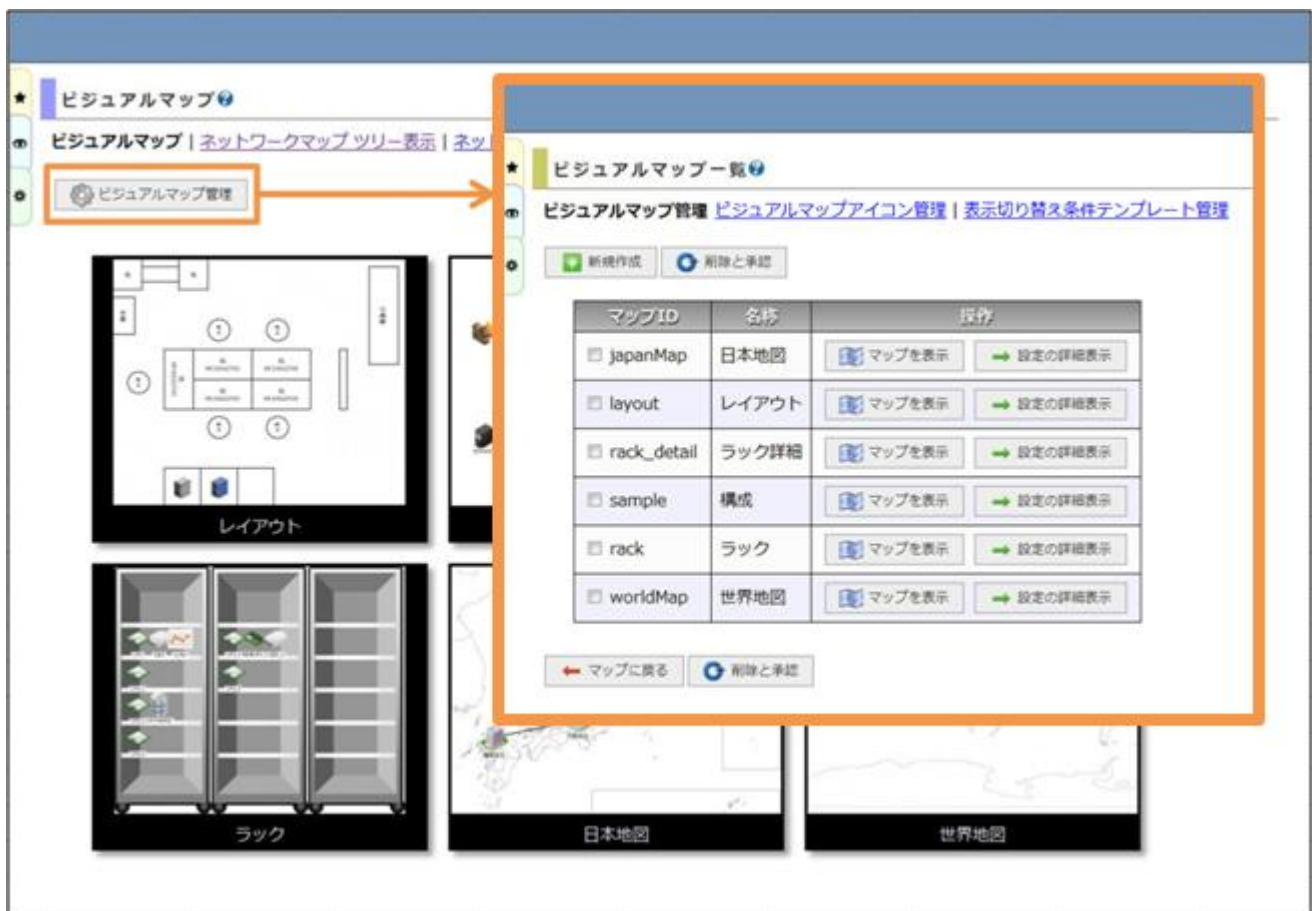 ビジュアルマップ
ビジュアルマップ | ネットワークマップ ツリー表示 | ネット
ビジュアルマップ管理
レイアウト
ラック
日本地図
世界地図
ビジュアルマップ一覧
ビジュアルマップ管理 ビジュアルマップアイコン管理 | 表示切り替え条件テンプレート管理
新規作成 削除と承認
マップID 名称 操作
japanMap 日本地図 マップを表示 設定の詳細表示
layout レイアウト マップを表示 設定の詳細表示
rack_detail ラック詳細 マップを表示 設定の詳細表示
sample 構成 マップを表示 設定の詳細表示
rack ラック マップを表示 設定の詳細表示
worldMap 世界地図 マップを表示 設定の詳細表示
マップに戻る 削除と承認